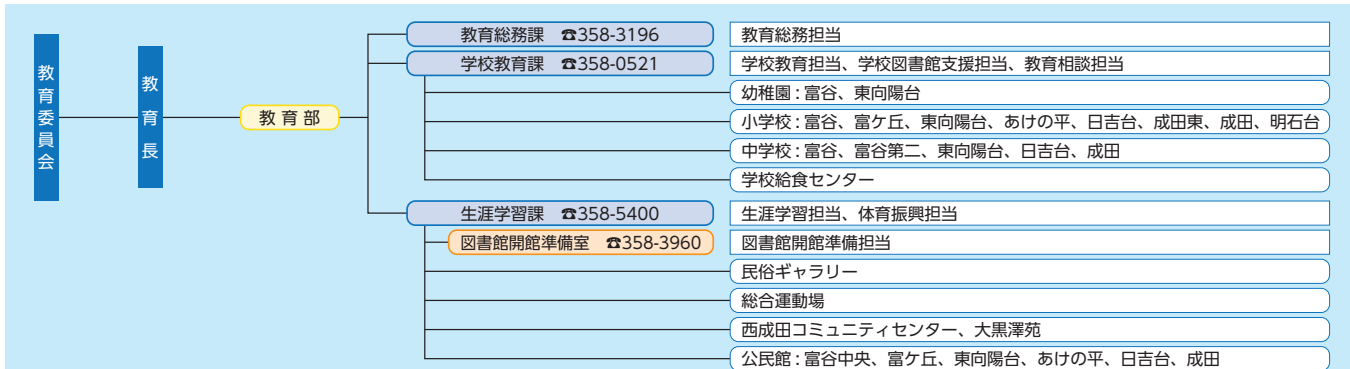 教育委員会
教育長
教育部
教育総務課 ☎358-3196
教育総務担当
学校教育課 ☎358-0521
学校教育担当、学校図書館支援担当、教育相談担当
幼稚園：富谷、東向陽台
小学校：富谷、富ケ丘、東向陽台、あけの平、日吉台、成田東、成田、明石台
中学校：富谷、富谷第二、東向陽台、日吉台、成田
学校給食センター
生涯学習課 ☎358-5400
生涯学習担当、体育振興担当
図書館開館準備室 ☎358-3960
図書館開館準備担当
民俗ギャラリー
総合運動場
西成田コミュニティセンター、大黒澤苑
公民館：富谷中央、富ケ丘、東向陽台、あけの平、日吉台、成田